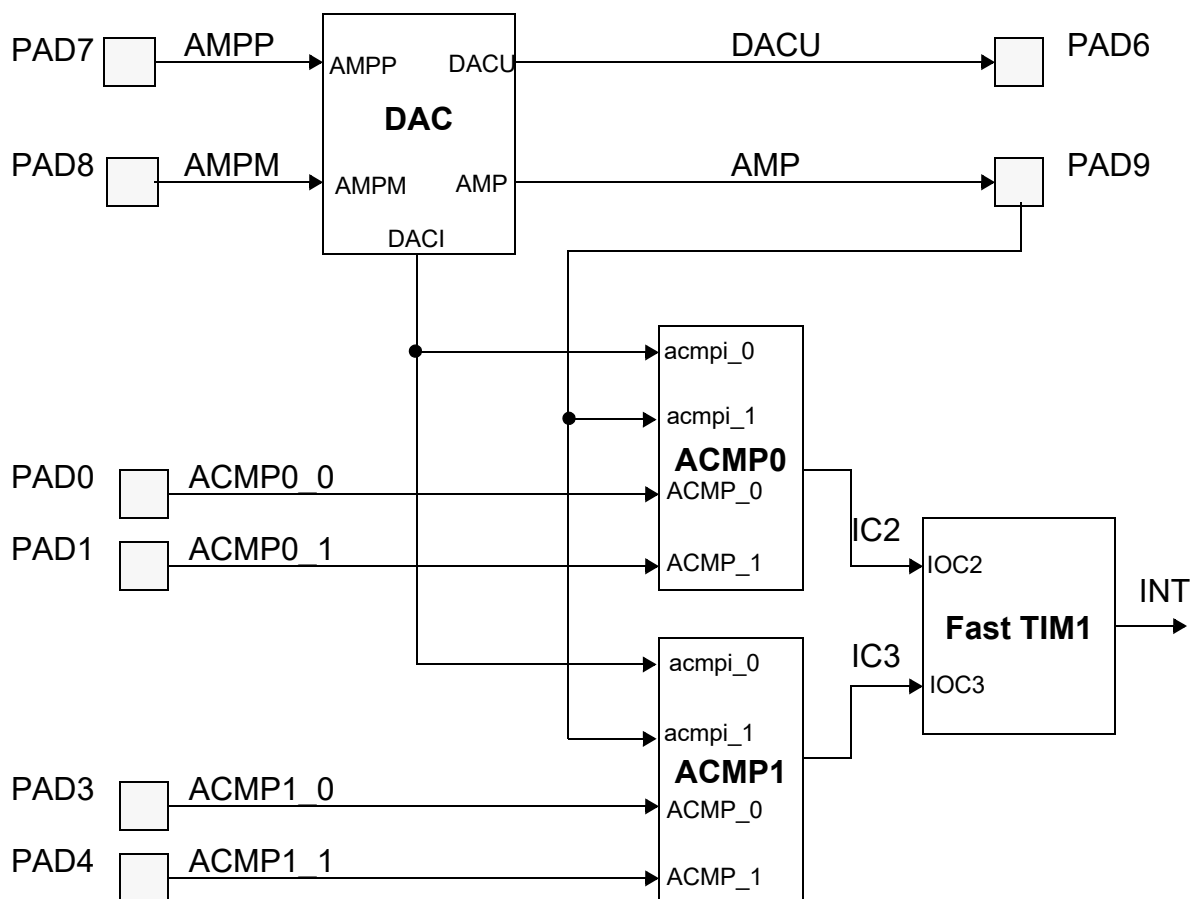 PAD7
AMPP
AMPP
DACU
DACU
PAD6
DAC
PAD8
AMPM
AMPM
AMP
AMP
PAD9
DACI
acmpi_0
acmpi_1
ACMP0
PAD0
ACMP0_0
ACMP_0
PAD1
ACMP0_1
ACMP_1
IC2
IOC2
INT
Fast TIM1
IC3
IOC3
acmpi_0
acmpi_1
ACMP1
PAD3
ACMP1_0
ACMP_0
PAD4
ACMP1_1
ACMP_1